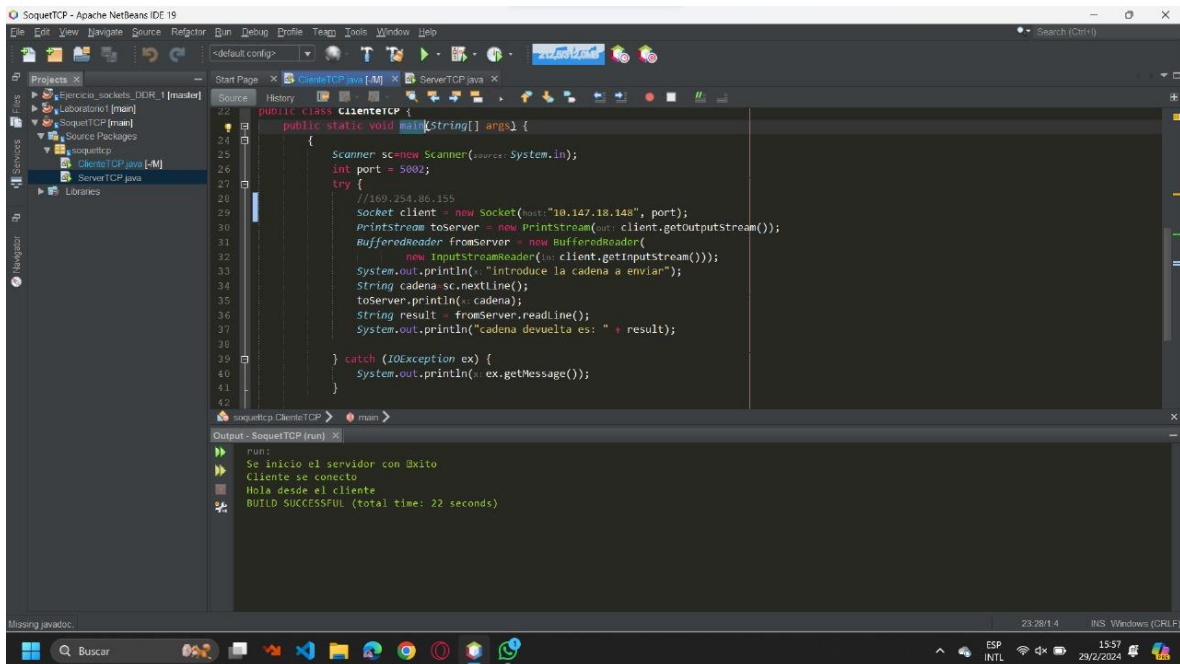 SoquetTCP - Apache NetBeans IDE 19
File Edit View Navigate Source Refactor Run Debug Profile Team Tools Window Help
Search (Ctrl+I)
<default config>
Projects
Start Page ClienteTCP.java [-/M] ServerTCP.java
Source History
Files
Services
Navigator
Ejercicio_sockets_DDR_1 [master]
Laboratorio1 [main]
SoquetTCP [main]
Source Packages
soquettcp
ClienteTCP.java [-/M]
ServerTCP.java
Libraries
22 public class ClienteTCP {
public static void main(String[] args) {
24 {
25 Scanner sc=new Scanner(source: System.in);
26 int port = 5002;
27 try {
28 //169.254.86.155
29 Socket client = new Socket(host:"10.147.18.148", port);
30 PrintStream toServer = new PrintStream(out: client.getOutputStream());
31 BufferedReader fromServer = new BufferedReader(
32 new InputStreamReader(in: client.getInputStream()));
33 System.out.println(x: "introduce la cadena a enviar");
34 String cadena=sc.nextLine();
35 toServer.println(x: cadena);
36 String result = fromServer.readLine();
37 System.out.println("cadena devuelta es: " + result);
38
39 } catch (IOException ex) {
40 System.out.println(x: ex.getMessage());
41 }
42
soquettcp.ClienteTCP main
Output - SoquetTCP (run)
run:
Se inicio el servidor con xito
Cliente se conecto
Hola desde el cliente
BUILD SUCCESSFUL (total time: 22 seconds)
Missing javadoc.
23:28/1:4 INS Windows (CRLF)
Buscar
ESP
INTL
15:57
29/2/2024